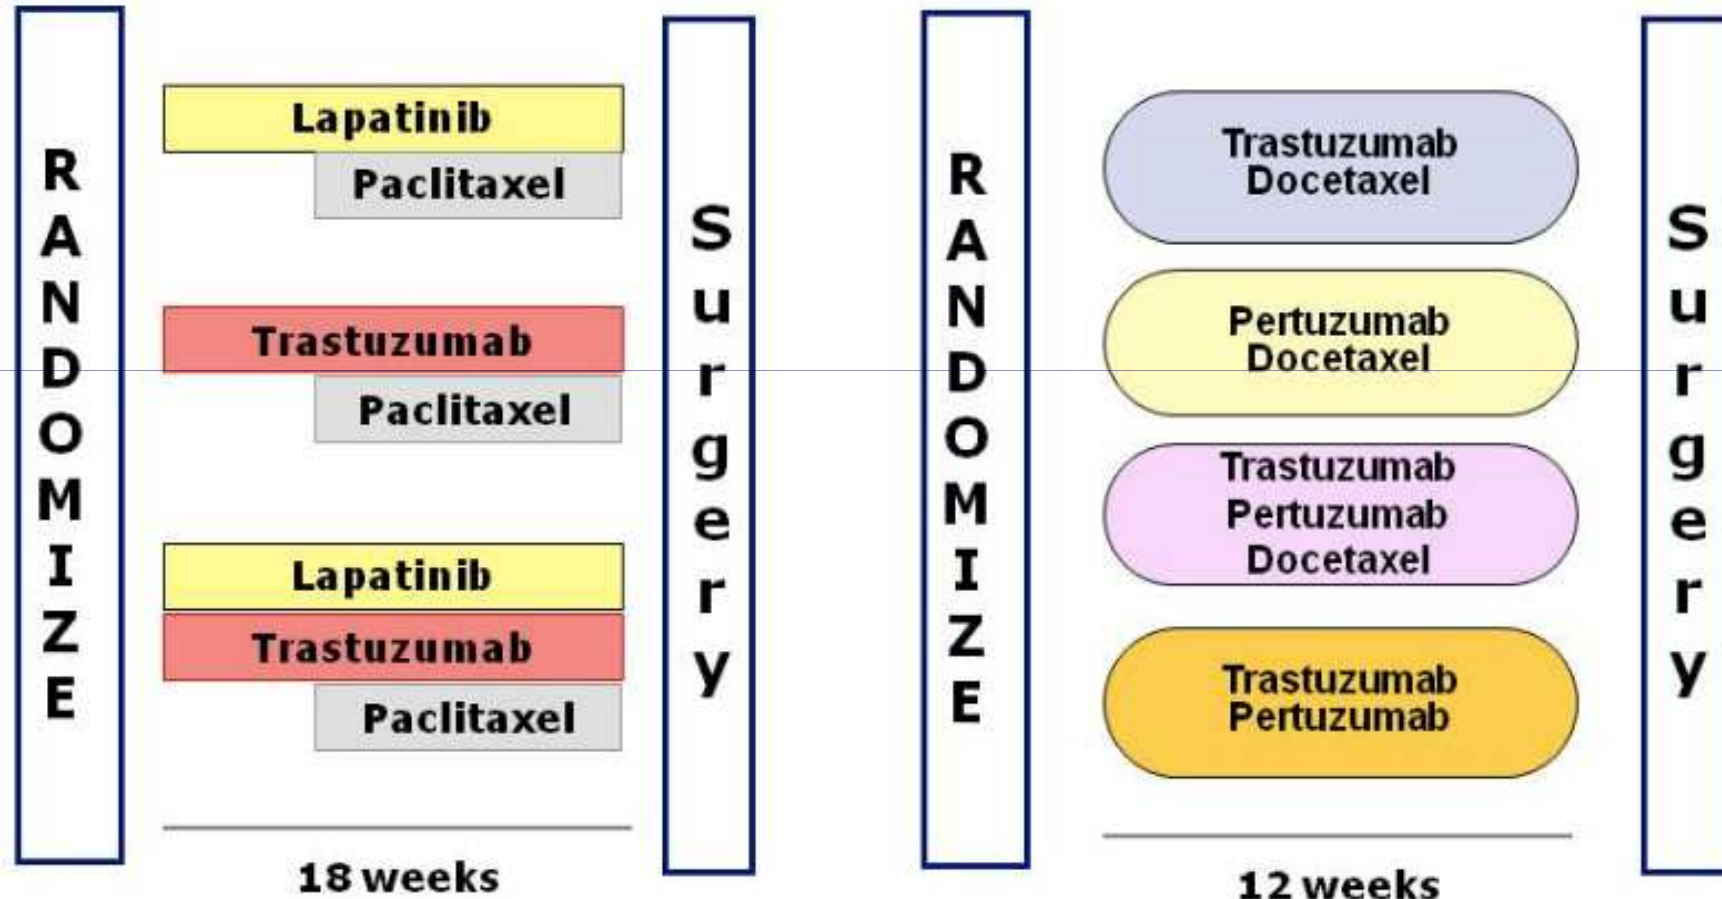 RANDOMIZE
Lapatinib
Paclitaxel
Trastuzumab
Paclitaxel
Lapatinib
Trastuzumab
Paclitaxel
18 weeks
Surgery
RANDOMIZE
Trastuzumab
Docetaxel
Pertuzumab
Docetaxel
Trastuzumab
Pertuzumab
Docetaxel
Trastuzumab
Pertuzumab
12 weeks
Surgery